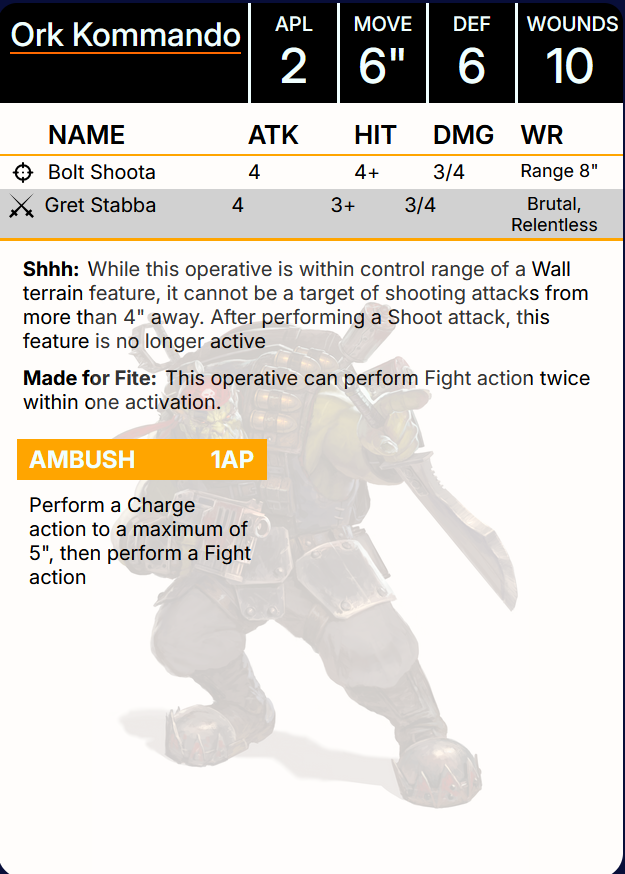 Ork Kommando
APL MOVE DEF WOUNDS
2 6" 6 10
NAME ATK HIT DMG WR
Bolt Shoota 4 4+ 3/4 Range 8"
Gret Stabba 4 3+ 3/4 Brutal,
Relentless
Shhh: While this operative is within control range of a Wall
terrain feature, it cannot be a target of shooting attacks from
more than 4" away. After performing a Shoot attack, this
feature is no longer active
Made for Fite: This operative can perform Fight action twice
within one activation.
AMBUSH 1AP
Perform a Charge
action to a maximum of
5", then perform a Fight
action